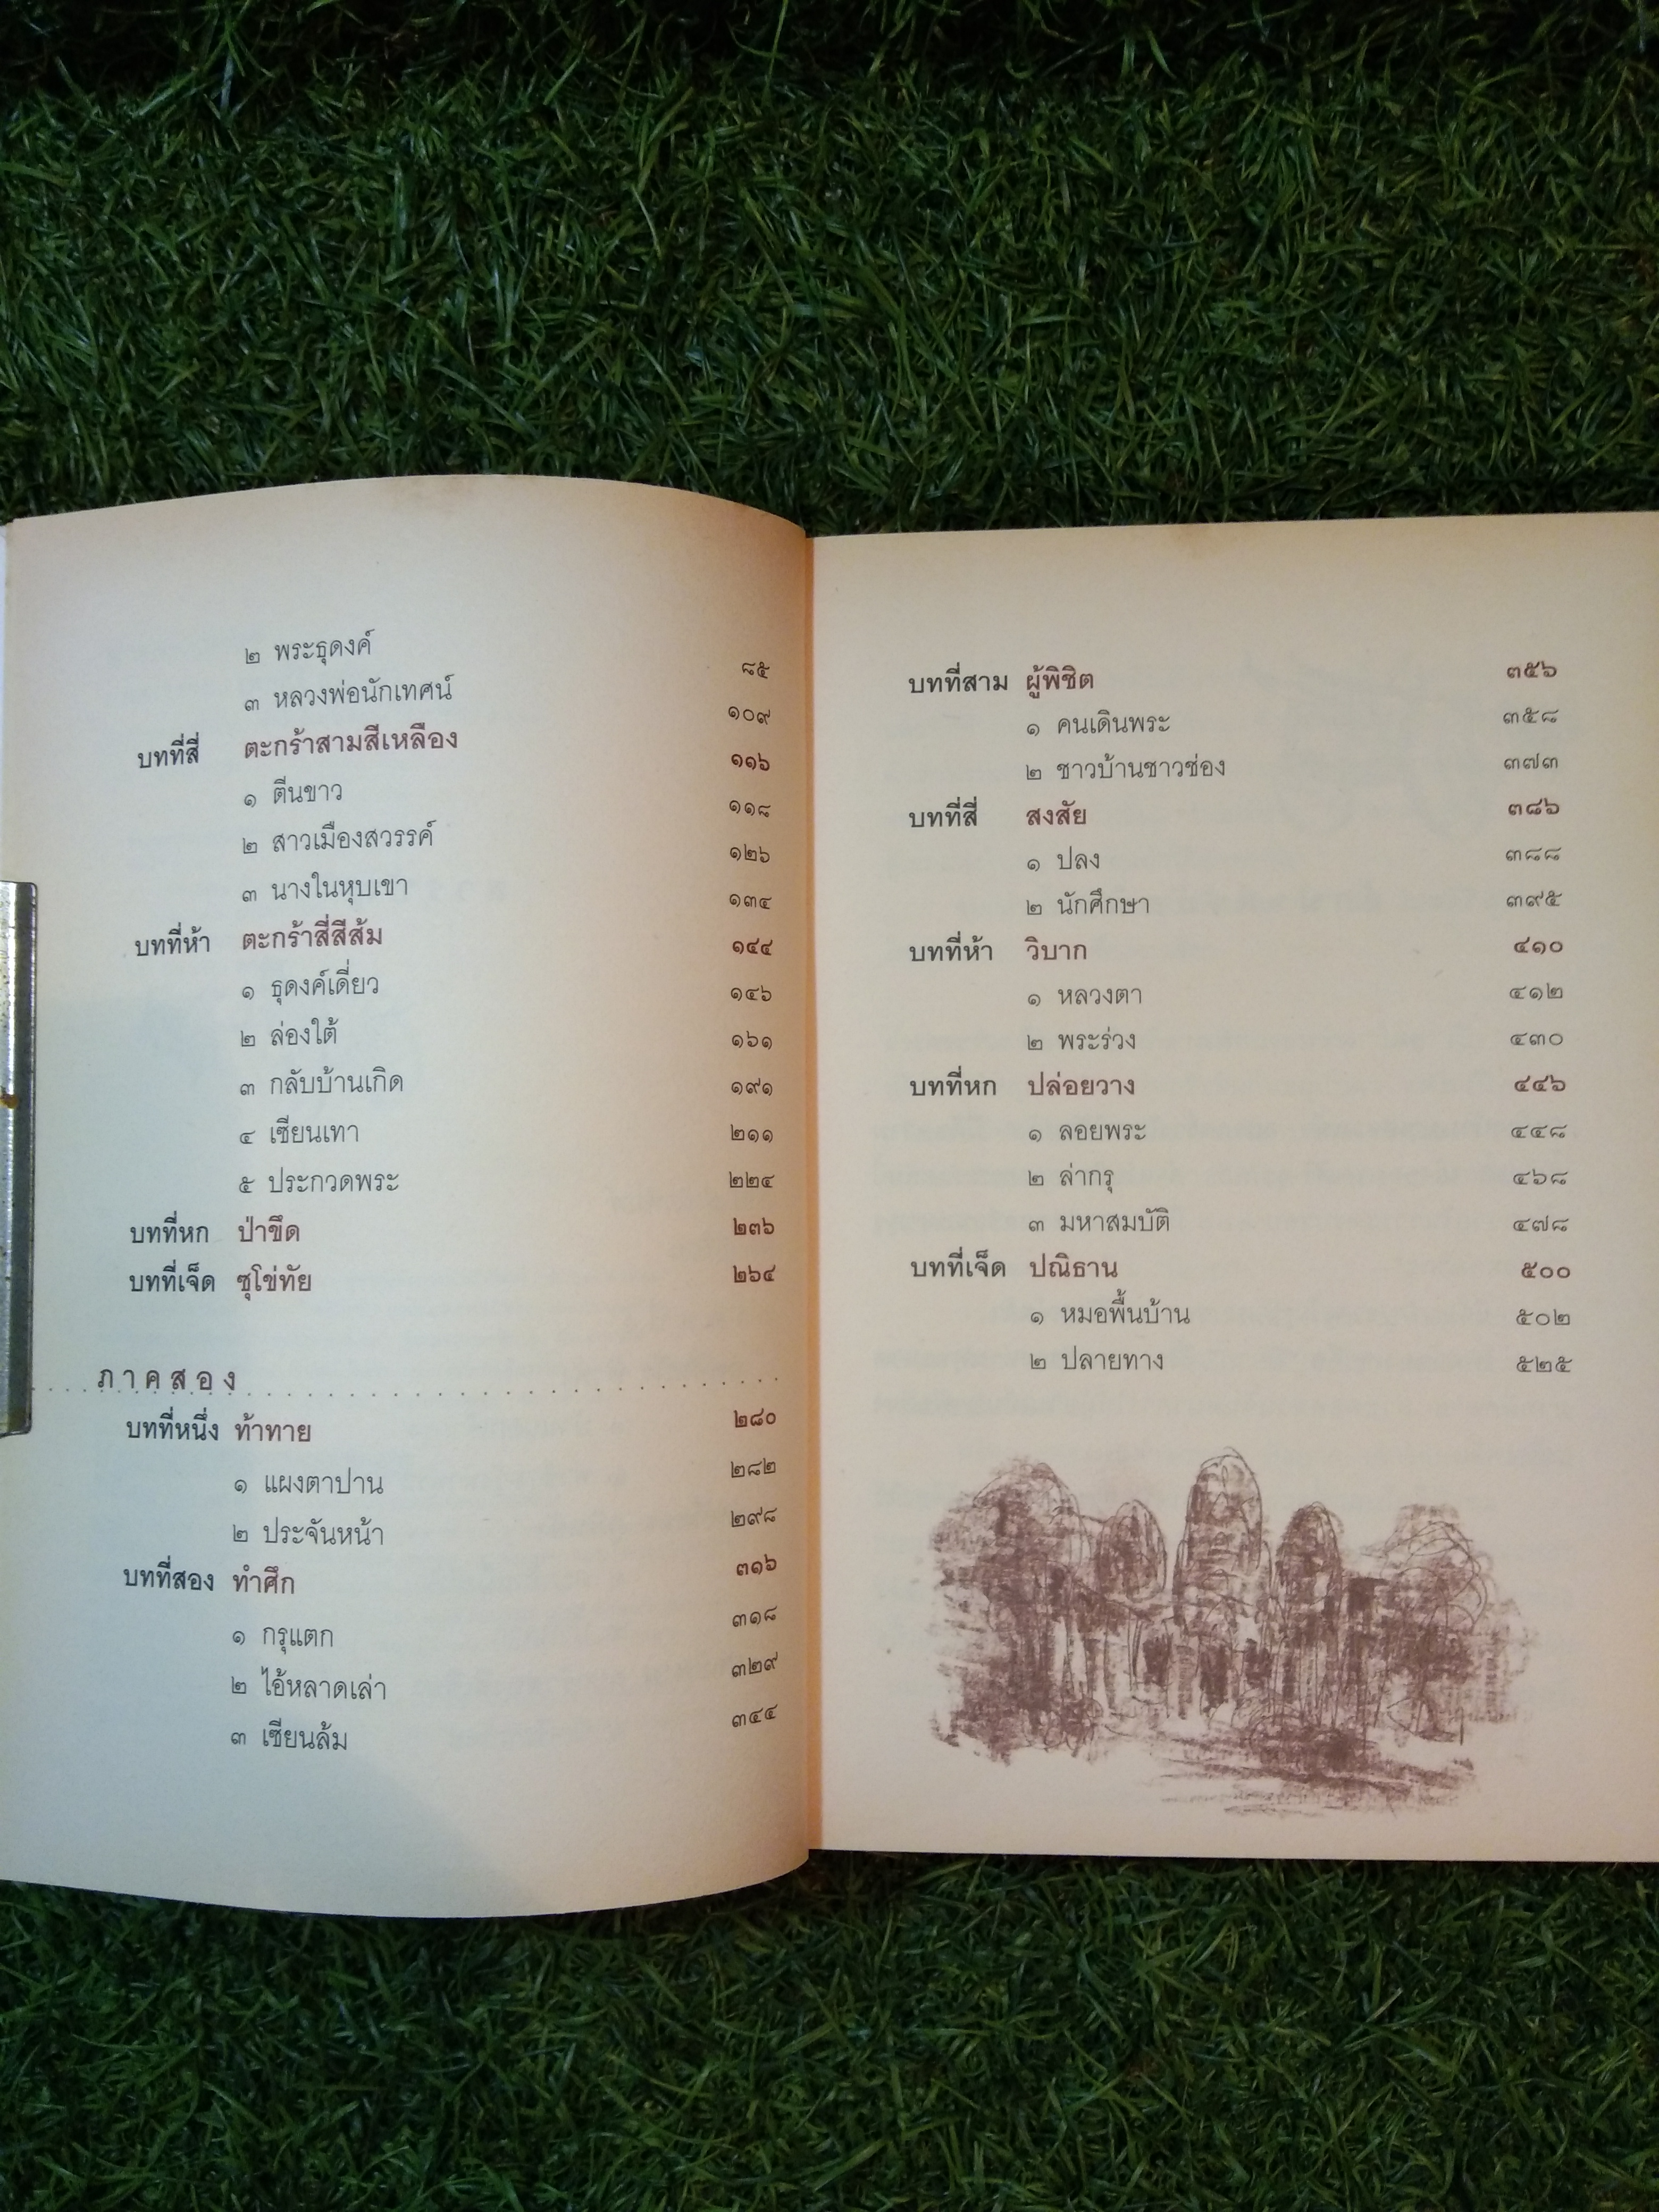 ๒ พระธุดงค์ ๘๕
๓ หลวงพ่อนักเทศน์ ๑๐๙
บทที่สี่ ตะกร้าสามสีเหลือง ๑๑๖
๑ ตีนขาว ๑๑๘
๒ สาวเมืองสวรรค์ ๑๒๖
๓ นางในหุบเขา ๑๓๔
บทที่ห้า ตะกร้าสี่สีส้ม ๑๔๔
๑ ธุดงค์เดี่ยว ๑๔๖
๒ ล่องใต้ ๑๖๑
๓ กลับบ้านเกิด ๑๙๑
๔ เซียนเทา ๒๑๑
๕ ประกวดพระ ๒๒๔
บทที่หก ป่าขึด ๒๓๖
บทที่เจ็ด ซุโข่ทัย ๒๖๔
ภาคสอง
บทที่หนึ่ง ท้าทาย ๒๘๐
๑ แผงตาปาน ๒๘๒
๒ ประจันหน้า ๒๙๘
บทที่สอง ทำศึก ๓๑๖
๑ กรุแตก ๓๑๘
๒ ไอ้หลาดเล่า ๓๒๙
๓ เซียนล้ม ๓๔๔
บทที่สาม ผู้พิชิต ๓๕๖
๑ คนเดินพระ ๓๕๘
๒ ชาวบ้านชาวช่อง ๓๗๓
บทที่สี่ สงสัย ๓๘๖
๑ ปลง ๓๘๘
๒ นักศึกษา ๓๙๕
บทที่ห้า วิบาก ๔๑๐
๑ หลวงตา ๔๑๒
๒ พระร่วง ๔๓๐
บทที่หก ปล่อยวาง ๔๔๖
๑ ลอยพระ ๔๔๘
๒ ล่ากรุ ๔๖๘
๓ มหาสมบัติ ๔๗๘
บทที่เจ็ด ปณิธาน ๕๐๐
๑ หมอพื้นบ้าน ๕๐๒
๒ ปลายทาง ๕๒๕